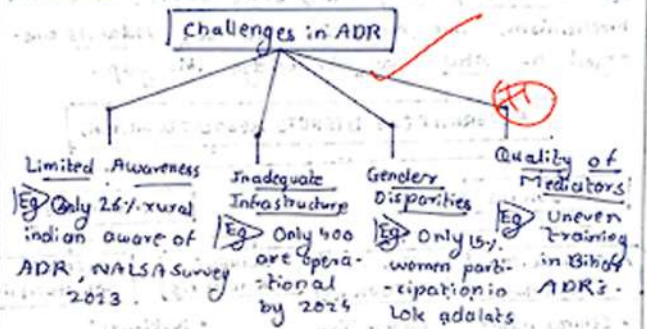 Challenges in ADR
Limited Awareness
Eg Only 26% rural
indian aware of
ADR, NALSA Survey
2023.
Inadequate
Infrastructure
Eg Only 400
are opera-
-tional
by 2024
Gender
Disparities
Eg Only 15%
women parti-
-cipation in
Lok adalats
Quality of
Mediators
Eg Uneven
training
in Bihar
ADRs.